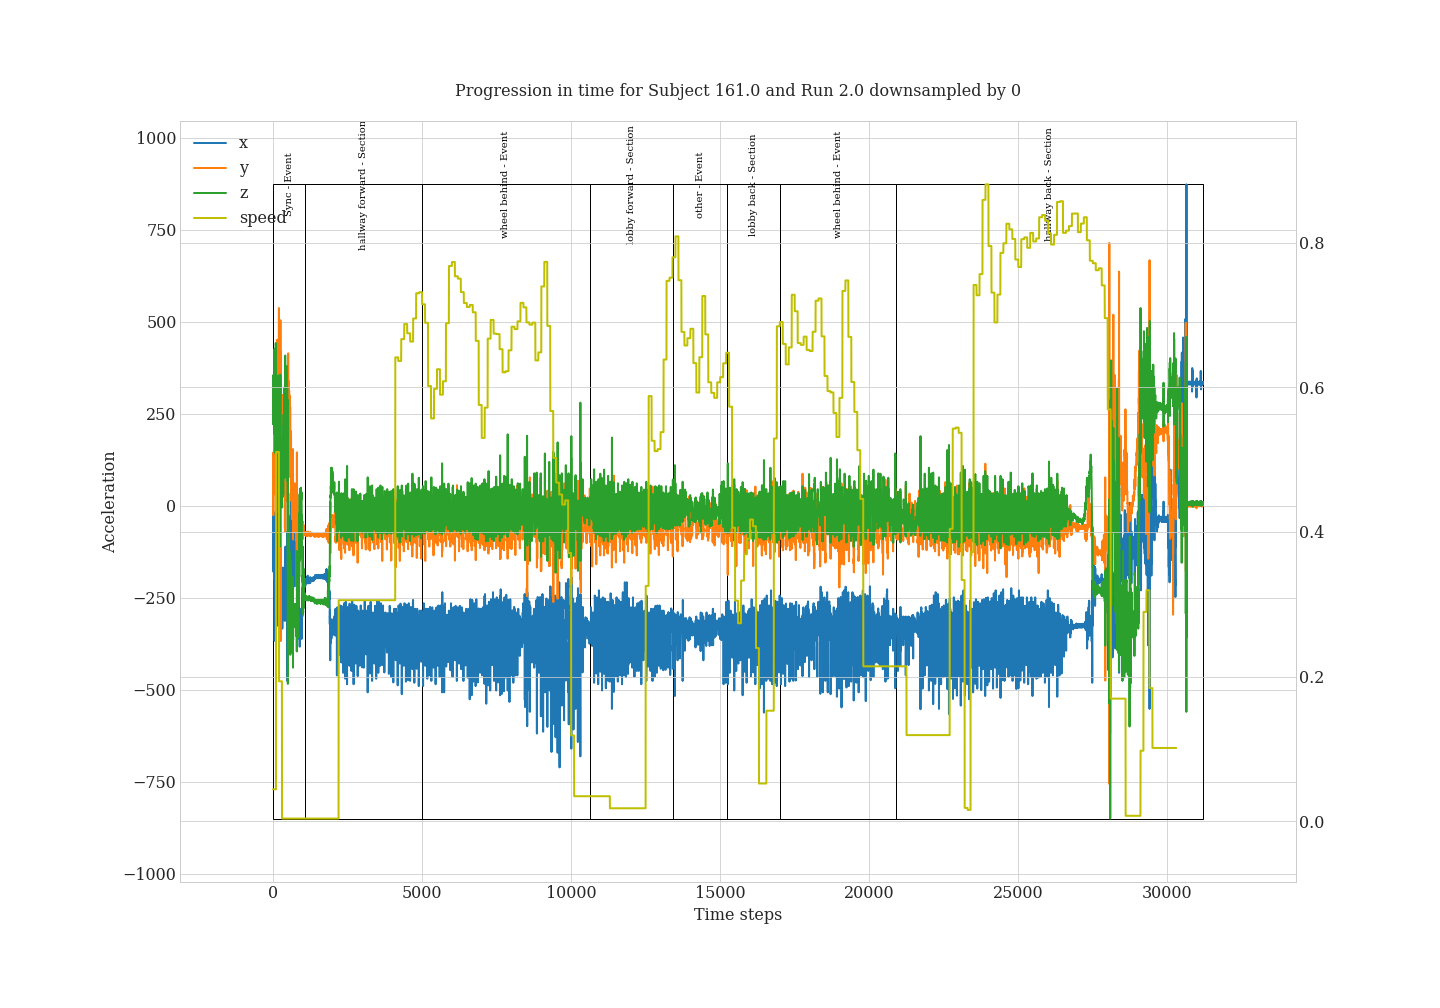 Progression in time for Subject 161.0 and Run 2.0 downsampled by 0
x
y
z
speed
Sync - Event
hallway forward - Section
wheel behind - Event
lobby forward - Section
other - Event
lobby back - Section
wheel behind - Event
hallway back - Section
1000
750
500
250
0
−250
−500
−750
−1000
Acceleration
0.8
0.6
0.4
0.2
0.0
0
5000
10000
15000
20000
25000
30000
Time steps